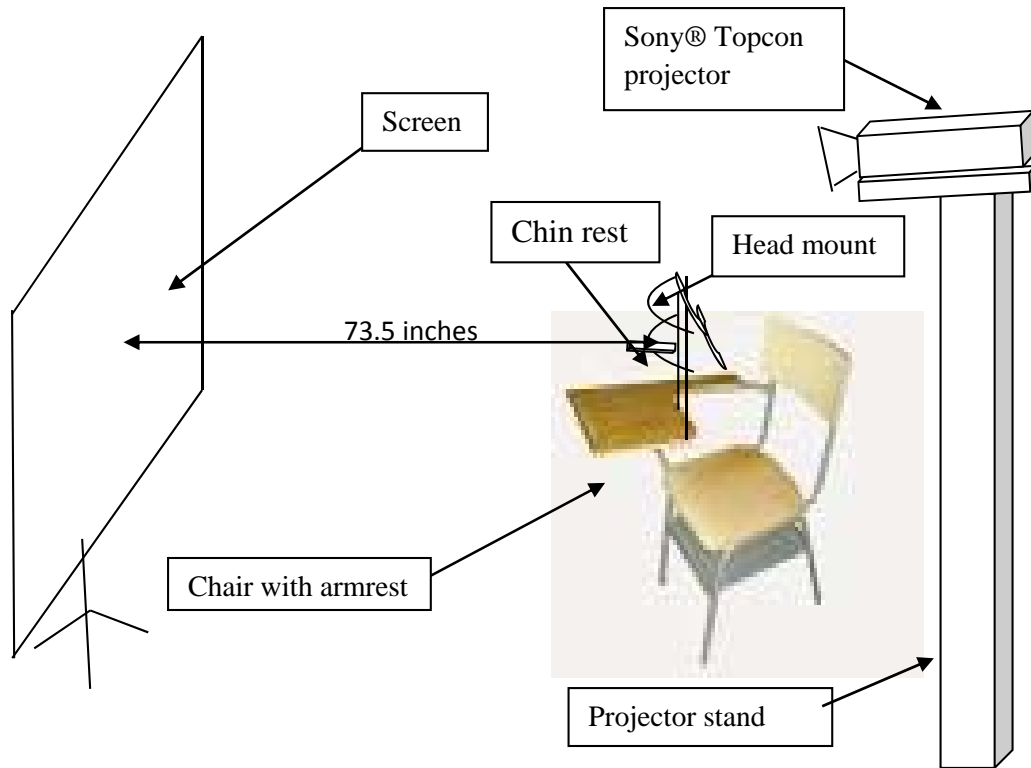 Sony® Topcon
projector
Screen
Chin rest
Head mount
73.5 inches
Chair with armrest
Projector stand